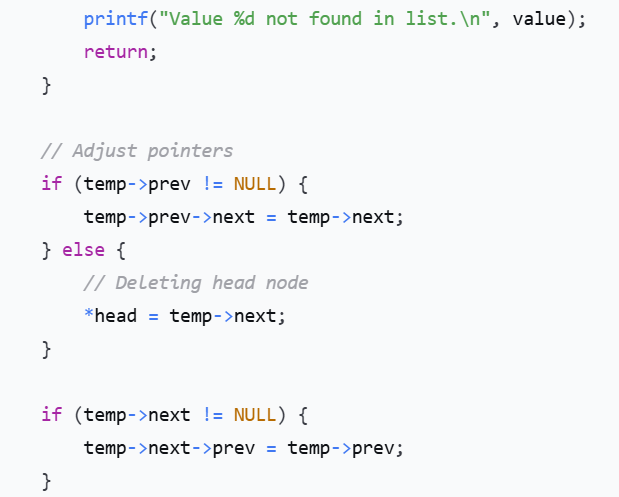 printf("Value %d not found in list.\n", value);
        return;
    }

    // Adjust pointers
    if (temp->prev != NULL) {
        temp->prev->next = temp->next;
    } else {
        // Deleting head node
        *head = temp->next;
    }

    if (temp->next != NULL) {
        temp->next->prev = temp->prev;
    }